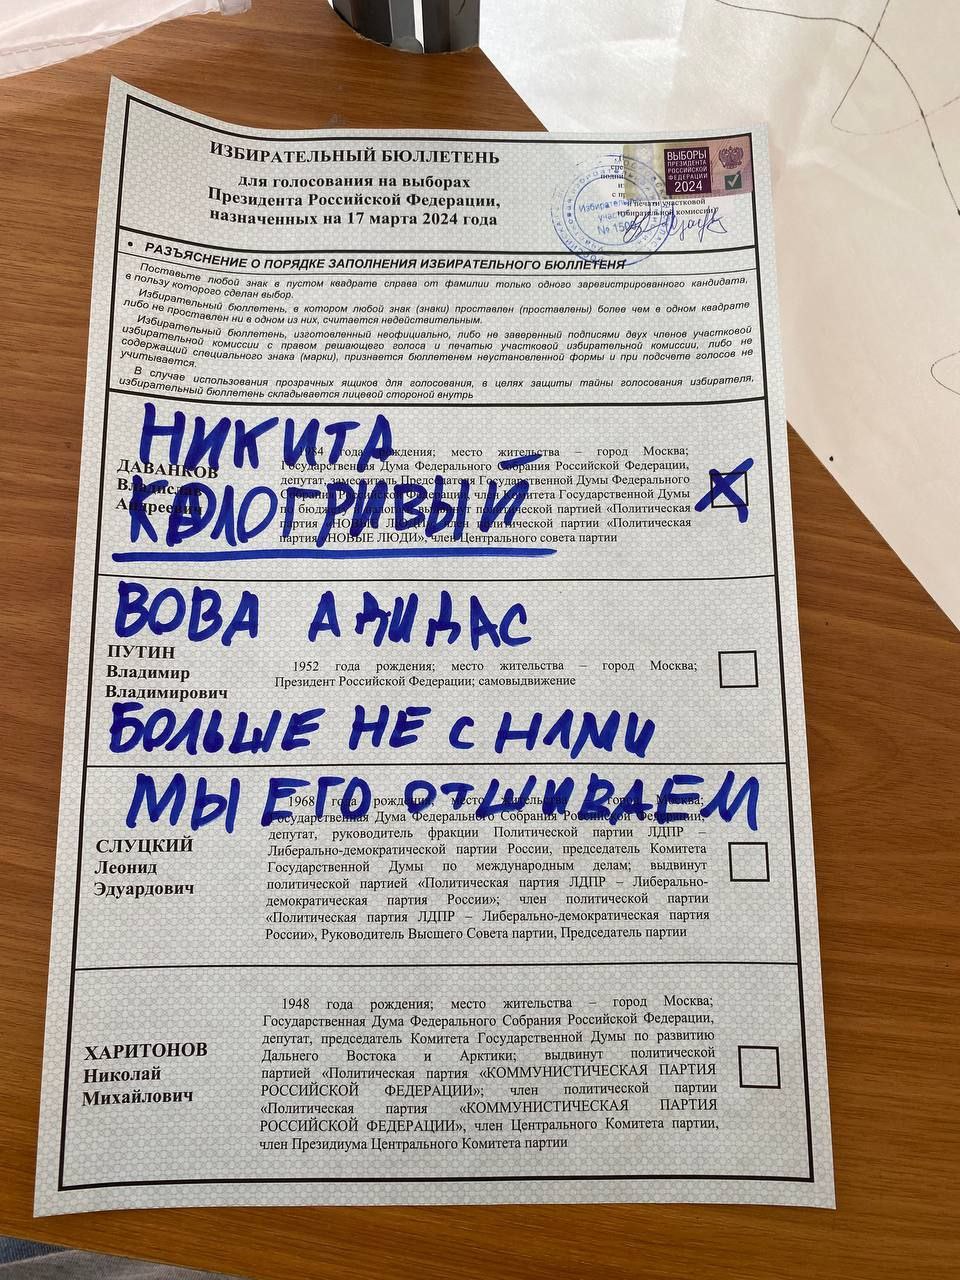 ИЗБИРАТЕЛЬНЫЙ БЮЛЛЕТЕНЬ
для голосования на выборах
Президента Российской Федерации,
назначенных на 17 марта 2024 года
ВЫБОРЫ
ПРЕЗИДЕНТА
РОССИЙСКОЙ
ФЕДЕРАЦИИ
2024
и печати участковой
избирательной комиссии)
№ 150
• РАЗЪЯСНЕНИЕ О ПОРЯДКЕ ЗАПОЛНЕНИЯ ИЗБИРАТЕЛЬНОГО БЮЛЛЕТЕНЯ
Поставьте любой знак в пустом квадрате справа от фамилии только одного зарегистрированного кандидата,
в пользу которого сделан выбор.
Избирательный бюллетень, в котором любой знак (знаки) проставлен (проставлены) более чем в одном квадрате
либо не проставлен ни в одном из них, считается недействительным.
Избирательный бюллетень, изготовленный неофициально, либо не заверенный подписями двух членов участковой
избирательной комиссии с правом решающего голоса и печатью участковой избирательной комиссии, либо не
содержащий специального знака (марки), признается бюллетенем неустановленной формы и при подсчете голосов не
учитывается.
В случае использования прозрачных ящиков для голосования, в целях защиты тайны голосования избирателя,
избирательный бюллетень складывается лицевой стороной внутрь
НИКИТА
КОЛОГРИВЫЙ
ДАВАНКОВ
Владислав
Андреевич
1984 года рождения; место жительства – город Москва;
Государственная Дума Федерального Собрания Российской Федерации,
депутат, заместитель Председателя Государственной Думы Федерального
Собрания Российской Федерации, член Комитета Государственной Думы
по бюджету и налогам; выдвинут политической партией «Политическая
партия «НОВЫЕ ЛЮДИ»; член политической партии «Политическая
партия «НОВЫЕ ЛЮДИ», член Центрального совета партии
ВОВА АДИДАС
ПУТИН
Владимир
Владимирович
1952 года рождения; место жительства – город Москва;
Президент Российской Федерации; самовыдвижение
БОЛЬШЕ НЕ С НАМИ
МЫ ЕГО ОТШИВАЕМ
СЛУЦКИЙ
Леонид
Эдуардович
1968 года рождения; место жительства – город Москва;
Государственная Дума Федерального Собрания Российской Федерации,
депутат, руководитель фракции Политической партии ЛДПР –
Либерально-демократической партии России, председатель Комитета
Государственной Думы по международным делам; выдвинут
политической партией «Политическая партия ЛДПР – Либерально-
демократическая партия России»; член политической партии
«Политическая партия ЛДПР – Либерально-демократическая партия
России», Руководитель Высшего Совета партии, Председатель партии
ХАРИТОНОВ
Николай
Михайлович
1948 года рождения; место жительства – город Москва;
Государственная Дума Федерального Собрания Российской Федерации,
депутат, председатель Комитета Государственной Думы по развитию
Дальнего Востока и Арктики; выдвинут политической
партией «Политическая партия «КОММУНИСТИЧЕСКАЯ ПАРТИЯ
РОССИЙСКОЙ ФЕДЕРАЦИИ»; член политической партии
«Политическая партия «КОММУНИСТИЧЕСКАЯ ПАРТИЯ
РОССИЙСКОЙ ФЕДЕРАЦИИ», член Центрального Комитета партии,
член Президиума Центрального Комитета партии